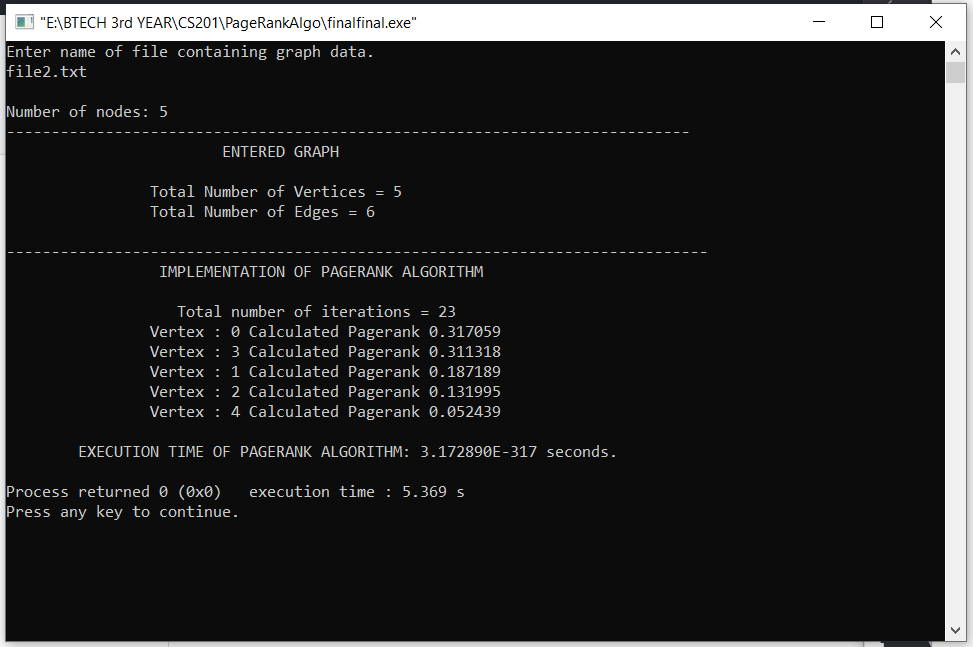 "E:\BTECH 3rd YEAR\CS201\PageRankAlgo\finalfinal.exe"
Enter name of file containing graph data.
file2.txt
Number of nodes: 5
----------------------------------------------------------------------------
ENTERED GRAPH
Total Number of Vertices = 5
Total Number of Edges = 6
------------------------------------------------------------------------------
IMPLEMENTATION OF PAGERANK ALGORITHM
Total number of iterations = 23
Vertex : 0 Calculated Pagerank 0.317059
Vertex : 3 Calculated Pagerank 0.311318
Vertex : 1 Calculated Pagerank 0.187189
Vertex : 2 Calculated Pagerank 0.131995
Vertex : 4 Calculated Pagerank 0.052439
EXECUTION TIME OF PAGERANK ALGORITHM: 3.172890E-317 seconds.
Process returned 0 (0x0)   execution time : 5.369 s
Press any key to continue.